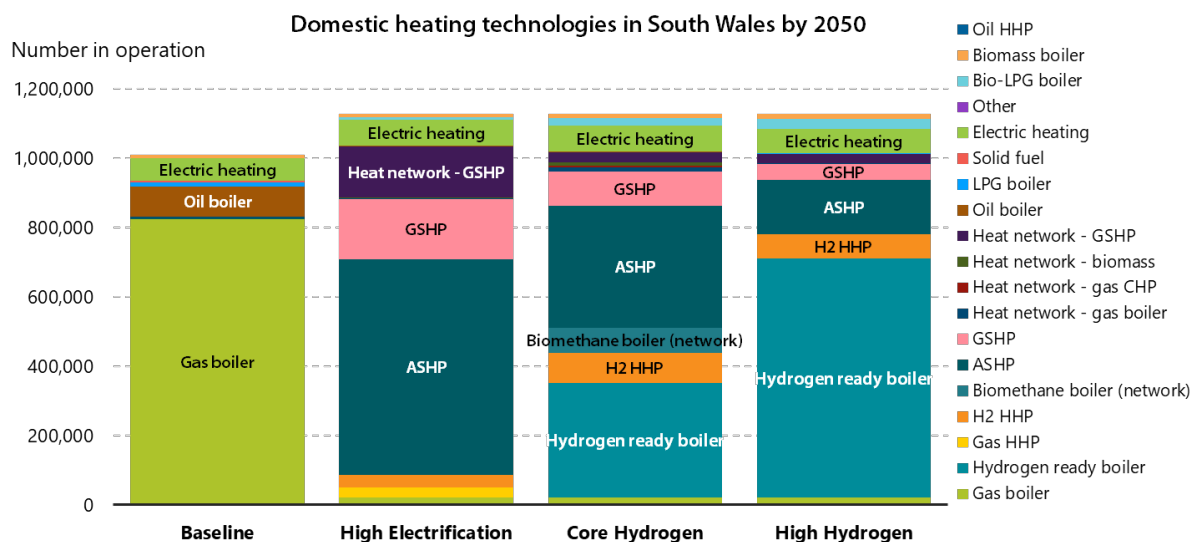 Domestic heating technologies in South Wales by 2050
Number in operation
1,200,000
1,000,000
800,000
600,000
400,000
200,000
0
Electric heating
Oil boiler
Gas boiler
Electric heating
Heat network - GSHP
GSHP
ASHP
Electric heating
GSHP
ASHP
Biomethane boiler (network)
H2 HHP
Hydrogen ready boiler
Electric heating
GSHP
ASHP
H2 HHP
Hydrogen ready boiler
Baseline
High Electrification
Core Hydrogen
High Hydrogen
Oil HHP
Biomass boiler
Bio-LPG boiler
Other
Electric heating
Solid fuel
LPG boiler
Oil boiler
Heat network - GSHP
Heat network - biomass
Heat network - gas CHP
Heat network - gas boiler
GSHP
ASHP
Biomethane boiler (network)
H2 HHP
Gas HHP
Hydrogen ready boiler
Gas boiler